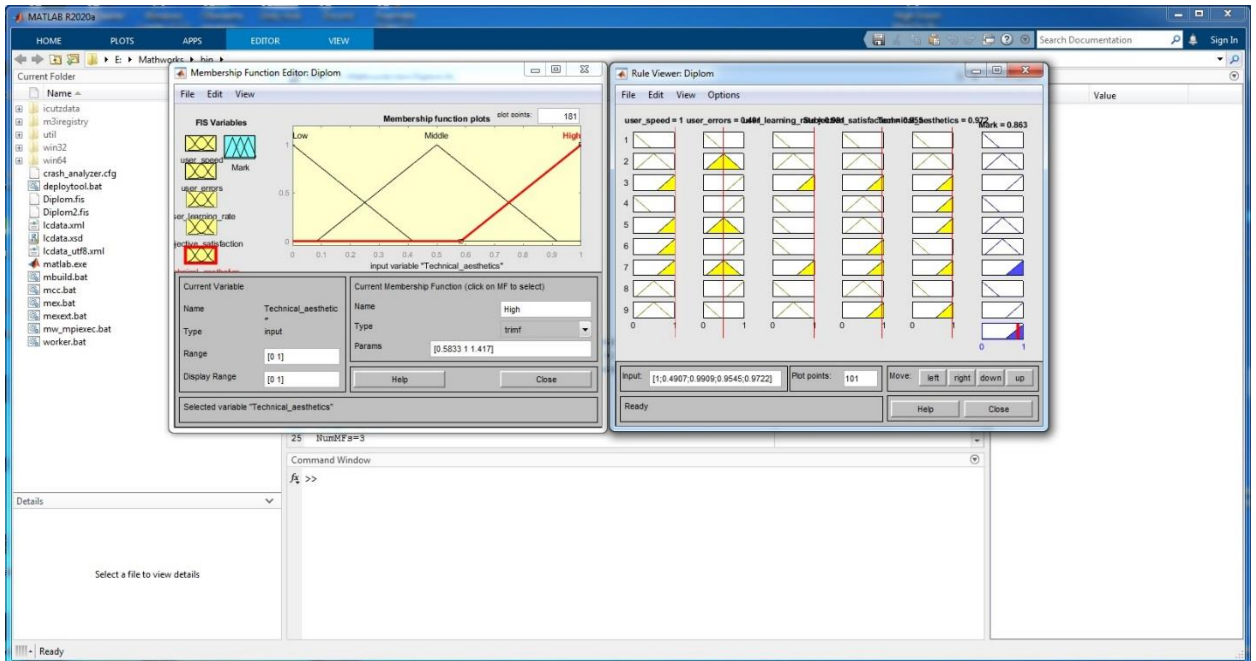 MATLAB R2020a
HOME PLOTS APPS EDITOR VIEW
Search Documentation
Sign In
E: Mathworks bin
Current Folder
Name
icutzdata
m3iregistry
util
win32
win64
crash_analyzer.cfg
deploytool.bat
Diplom.fis
Diplom2.fis
lcdata.xml
lcdata.xsd
lcdata_utf8.xml
matlab.exe
mbuild.bat
mcc.bat
mex.bat
mexext.bat
mw_mpiexec.bat
worker.bat
Details
Select a file to view details
Ready
Membership Function Editor: Diplom
File Edit View
FIS Variables
user_speed
Mark
user_errors
ser_learning_rate
jective_satisfaction
Membership function plots
plot points: 181
Low Middle High
1
0.5
0
0 0.1 0.2 0.3 0.4 0.5 0.6 0.7 0.8 0.9 1
input variable "Technical_aesthetics"
Current Variable
Name Technical_aesthetic
"
Type input
Range [0 1]
Display Range [0 1]
Current Membership Function (click on MF to select)
Name High
Type trimf
Params [0.5833 1 1.417]
Help Close
Selected variable "Technical_aesthetics"
25 NumMFs=3
Command Window
fx >>
Rule Viewer: Diplom
File Edit View Options
user_speed = 1 user_errors = 0.491 _learning_ _satisfac esthetics = 0.972
Mark = 0.863
1
2
3
4
5
6
7
8
9
0 1 0 1 0 1 0 1 0 1
0 1
Input: [1;0.4907;0.9909;0.9545;0.9722]
Plot points: 101
Move: left right down up
Ready
Help Close
Value